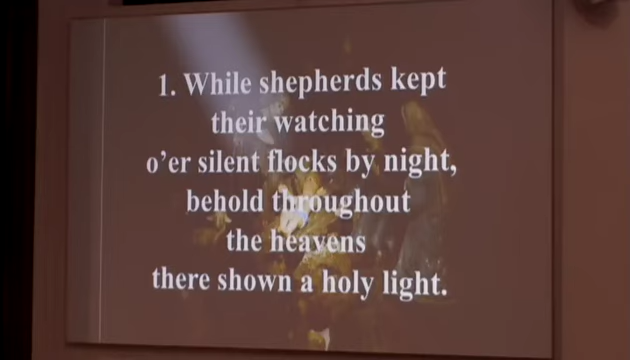 1. While shepherds kept
their watching
o'er silent flocks by night,
behold throughout
the heavens
there shown a holy light.